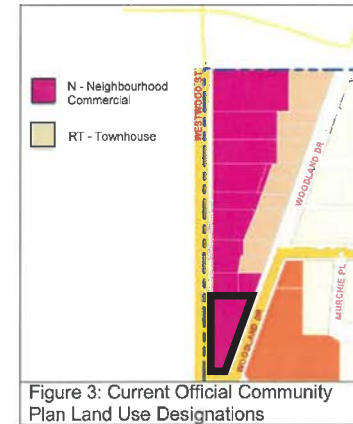 N - Neighbourhood
Commercial
RT - Townhouse
WESTWOOD ST
WOODLAND DR
WOODLAND DR
MURCHIE PL
Figure 3: Current Official Community
Plan Land Use Designations